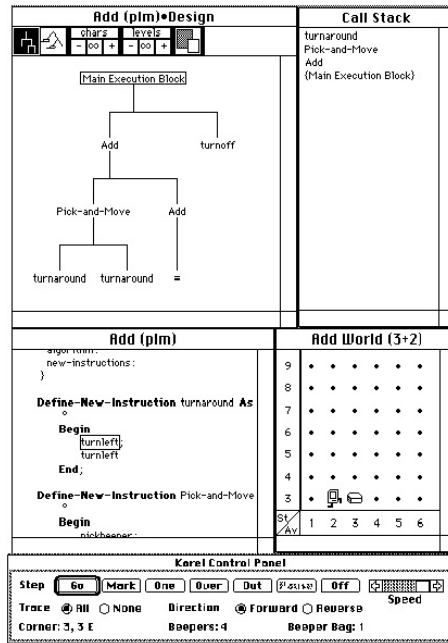 Add (plm)•Design
chars
levels
- ∞ +
- ∞ +
Main Execution Block
Add
turnoff
Pick-and-Move
Add
turnaround
turnaround
=
Call Stack
turnaround
Pick-and-Move
Add
{Main Execution Block}
Add (plm)
algorithm:
new-instructions:
}
Define-New-Instruction turnaround As
Begin
turnleft;
turnleft
End;
Define-New-Instruction Pick-and-Move
Begin
pickbeeper;
Add World (3+2)
9
8
7
6
5
4
3
St/Av 1 2 3 4 5 6
Karel Control Panel
Step Go Mark One Over Out Pause Off
Speed
Trace All None Direction Forward Reverse
Corner: 3, 3 E Beepers: 4 Beeper Bag: 1